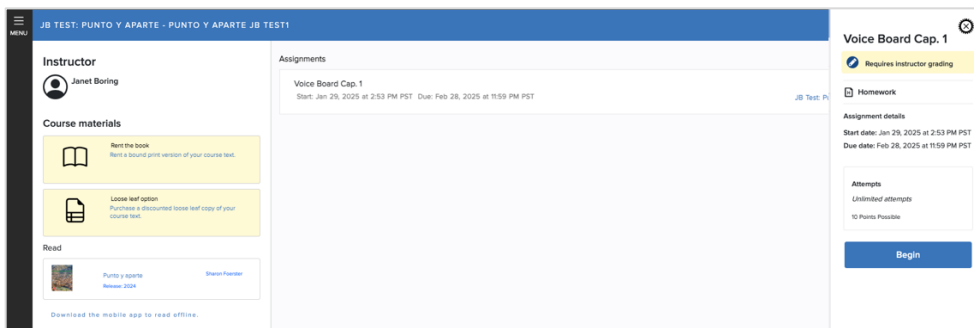 MENU
JB TEST: PUNTO Y APARTE - PUNTO Y APARTE JB TEST1
Instructor
Janet Boring
Course materials
Rent the book
Rent a bound print version of your course text.
Loose leaf option
Purchase a discounted loose leaf copy of your
course text.
Read
Punto y aparte
Sharon Foerster
Release: 2024
Download the mobile app to read offline.
Assignments
Voice Board Cap. 1
Start: Jan 29, 2025 at 2:53 PM PST Due: Feb 28, 2025 at 11:59 PM PST
JB Test: Pu
Voice Board Cap. 1
Requires instructor grading
Homework
Assignment details
Start date: Jan 29, 2025 at 2:53 PM PST
Due date: Feb 28, 2025 at 11:59 PM PST
Attempts
Unlimited attempts
10 Points Possible
Begin